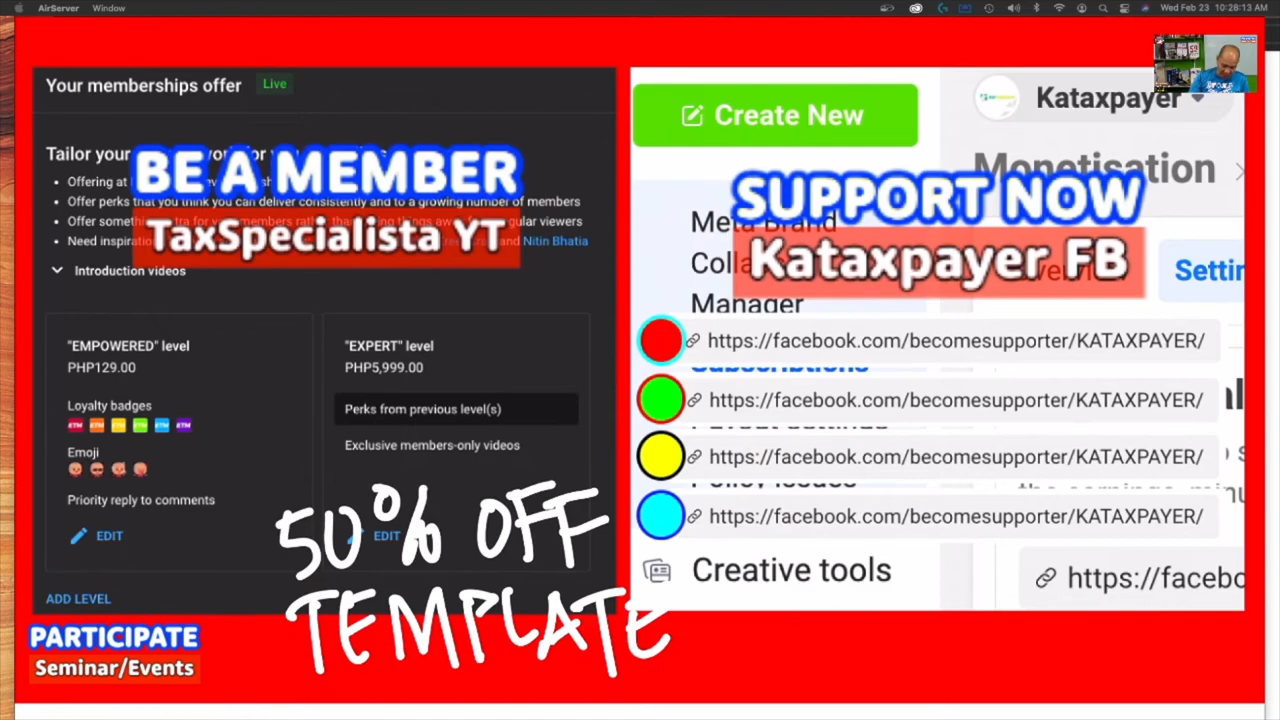 AirServer Window
Wed Feb 23 10:28:13 AM
Your memberships offer Live
Tailor your
BE A MEMBER
Offering at
Offer perks that you think you can deliver consistently and to a growing number of members
Offer
Need and Nitin Bhatia
TaxSpecialista YT
Introduction videos
"EMPOWERED" level
PHP129.00
Loyalty badges
Emoji
Priority reply to comments
EDIT
"EXPERT" level
PHP5,999.00
Perks from previous level(s)
Exclusive members-only videos
EDIT
ADD LEVEL
50% OFF
TEMPLATE
PARTICIPATE
Seminar/Events
Create New
Kataxpayer
Monetisation
SUPPORT NOW
Meta Brand
Kataxpayer FB
Manager
https://facebook.com/becomesupporter/KATAXPAYER/
https://facebook.com/becomesupporter/KATAXPAYER/
https://facebook.com/becomesupporter/KATAXPAYER/
https://facebook.com/becomesupporter/KATAXPAYER/
Creative tools
https://facebo